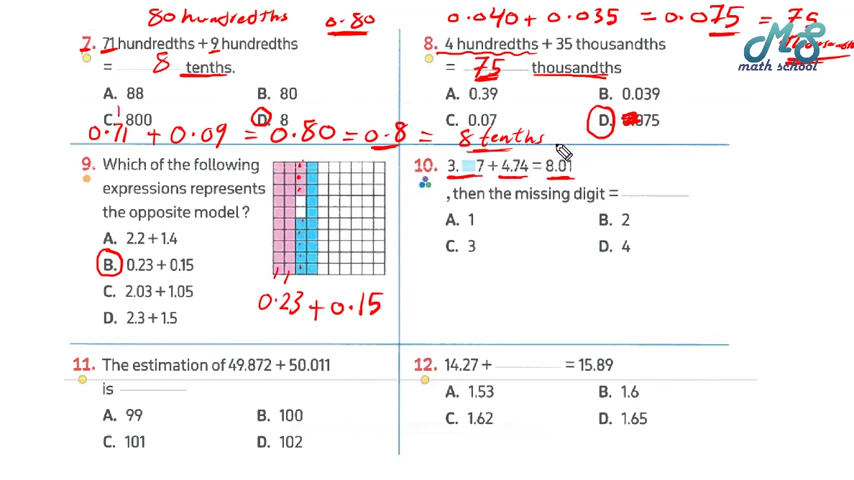 80 hundredths 0.80
7. 71 hundredths + 9 hundredths
= 8 tenths.
A. 88 B. 80
C. 800 D. 8
0.71 + 0.09 = 0.80 = 0.8 = 8 tenths
0.040 + 0.035 = 0.075 = 75
MS
math school
8. 4 hundredths + 35 thousandths
= 75 thousandths
A. 0.39 B. 0.039
C. 0.07 D. 75
9. Which of the following
expressions represents
the opposite model?
A. 2.2 + 1.4
B. 0.23 + 0.15
C. 2.03 + 1.05
D. 2.3 + 1.5
0.23 + 0.15
10. 3. 7 + 4.74 = 8.01
, then the missing digit =
A. 1 B. 2
C. 3 D. 4
11. The estimation of 49.872 + 50.011
is
A. 99 B. 100
C. 101 D. 102
12. 14.27 + = 15.89
A. 1.53 B. 1.6
C. 1.62 D. 1.65